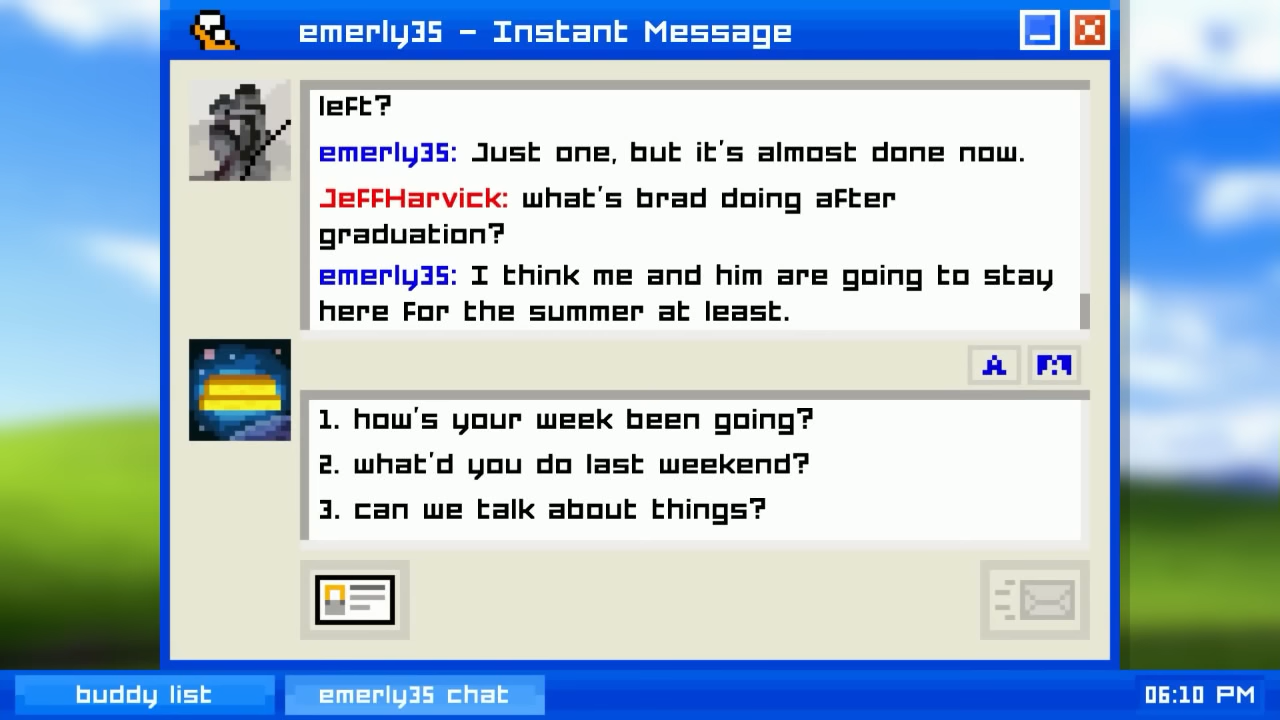 emerly35 - Instant Message
left?
emerly35: Just one, but it's almost done now.
JeffHarvick: what's brad doing after
graduation?
emerly35: I think me and him are going to stay
here for the summer at least.
A
1. how's your week been going?
2. what'd you do last weekend?
3. can we talk about things?
buddy list
emerly35 chat
06:10 PM